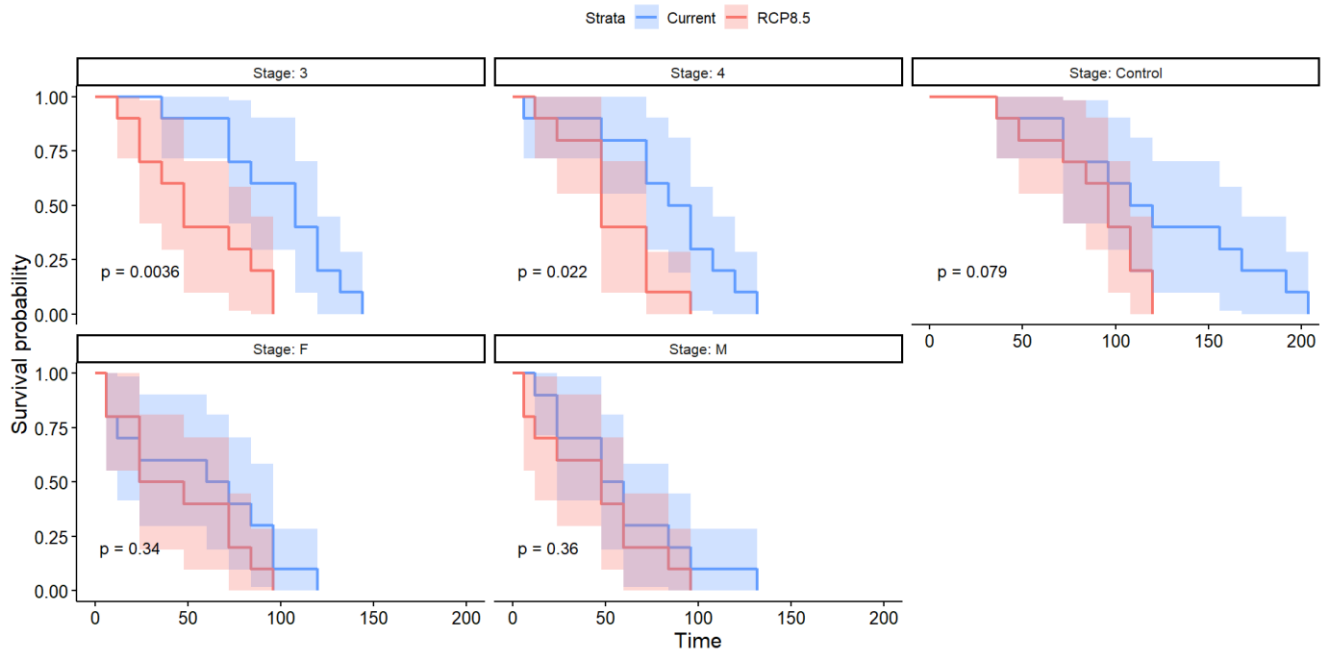 Strata Current RCP8.5
Stage: 3
Stage: 4
Stage: Control
Survival probability
1.00
0.75
0.50
0.25
0.00
p = 0.0036
p = 0.022
p = 0.079
0 50 100 150 200
Stage: F
Stage: M
1.00
0.75
0.50
0.25
0.00
p = 0.34
p = 0.36
0 50 100 150 200
0 50 100 150 200
Time